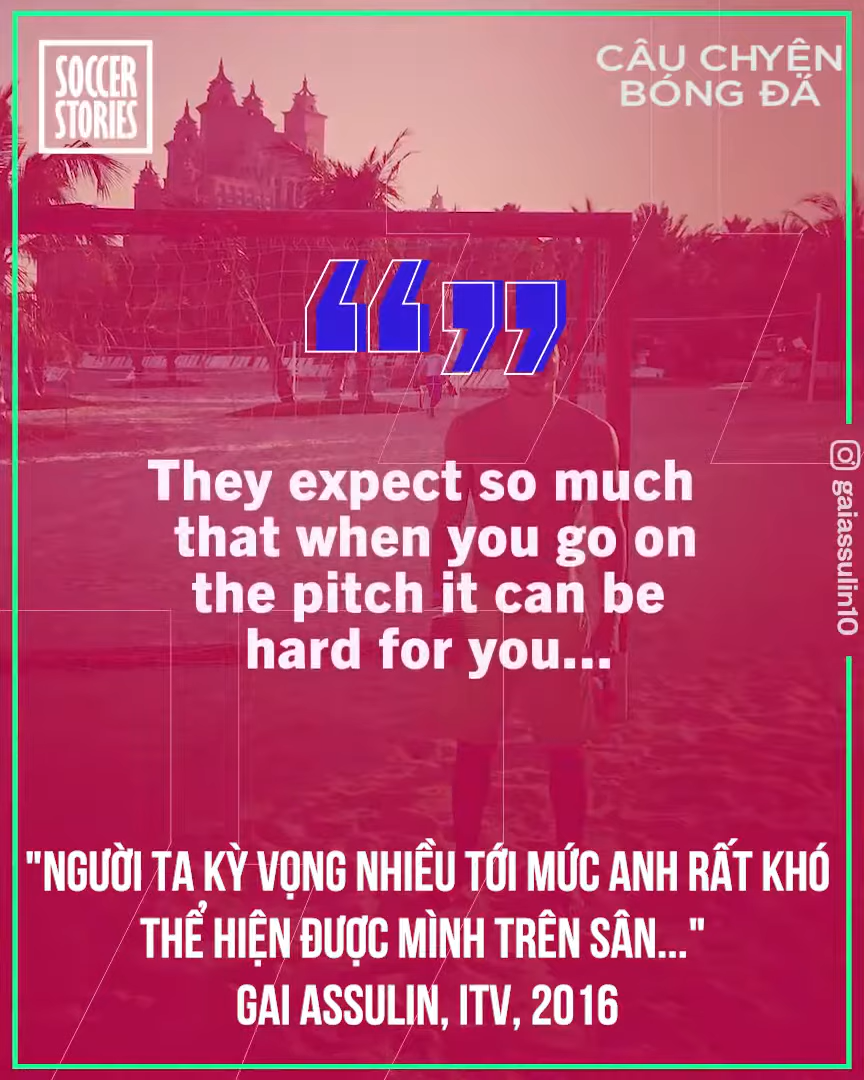 SOCCER
STORIES
CÂU CHYỆN
BÓNG ĐÁ
“”
They expect so much
that when you go on
the pitch it can be
hard for you...
gaiassulin10
"NGƯỜI TA KỲ VỌNG NHIỀU TỚI MỨC ANH RẤT KHÓ
THỂ HIỆN ĐƯỢC MÌNH TRÊN SÂN..."
GAI ASSULIN, ITV, 2016